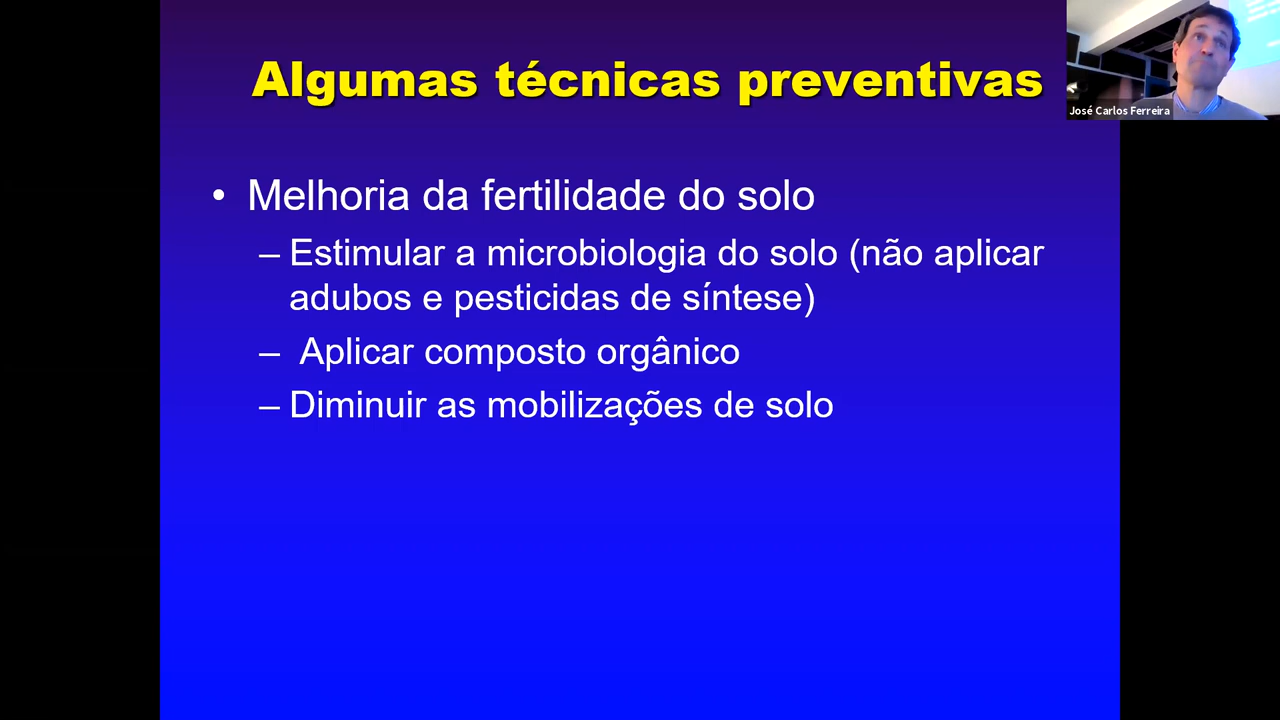 Algumas técnicas preventivas
José Carlos Ferreira
• Melhoria da fertilidade do solo
– Estimular a microbiologia do solo (não aplicar
adubos e pesticidas de síntese)
– Aplicar composto orgânico
– Diminuir as mobilizações de solo